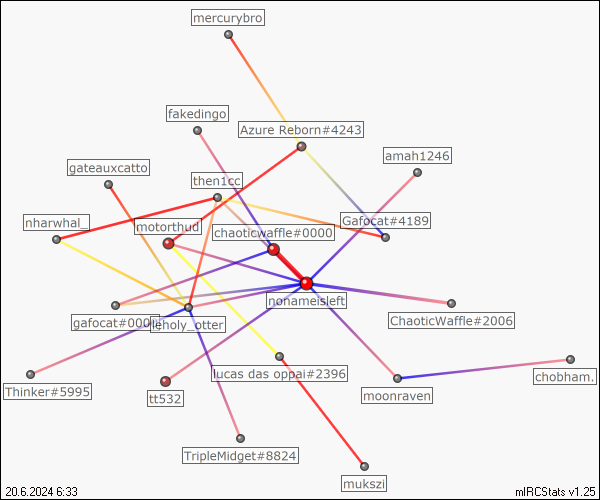 mercurybro
fakedingo
Azure Reborn#4243
amah1246
gateauxcatto
then1cc
nharwhal_
motorthud
chaoticwaffle#0000
Gafocat#4189
nonameisleft
gafocat#0000
leholy_otter
ChaoticWaffle#2006
Thinker#5995
tt532
lucas das oppai#2396
moonraven
chobham.
TripleMidget#8824
mukszi
20.6.2024 6:33
mIRCStats v1.25